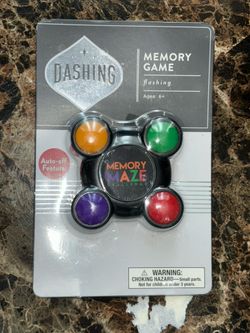 DASHING
MEMORY
GAME
flashing
Ages 6+
Auto-off
Feature
MEMORY
MAZE
WARNING:
CHOKING HAZARD—Small parts.
Not for children under 3 years.